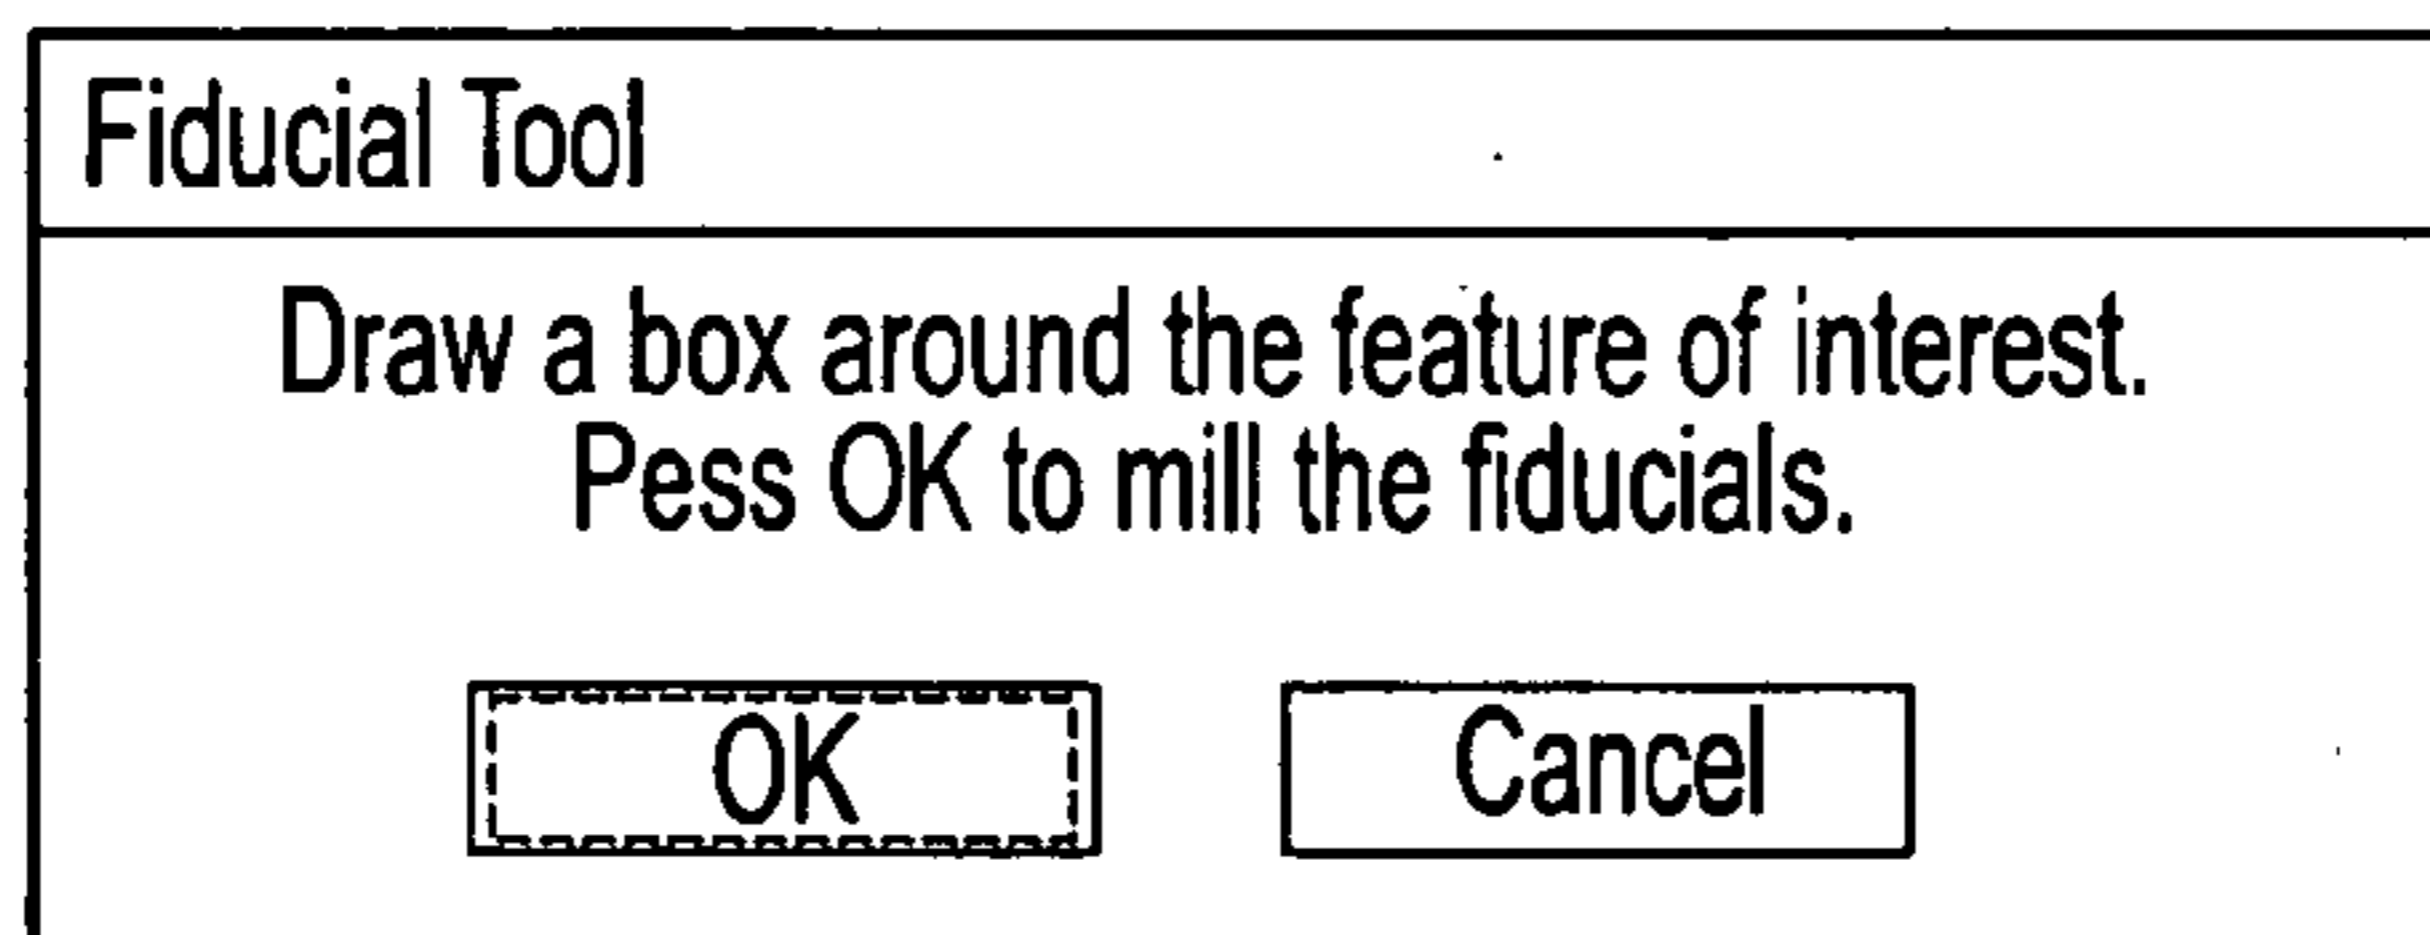 Fiducial Tool
Draw a box around the feature of interest.
Pess OK to mill the fiducials.
OK
Cancel